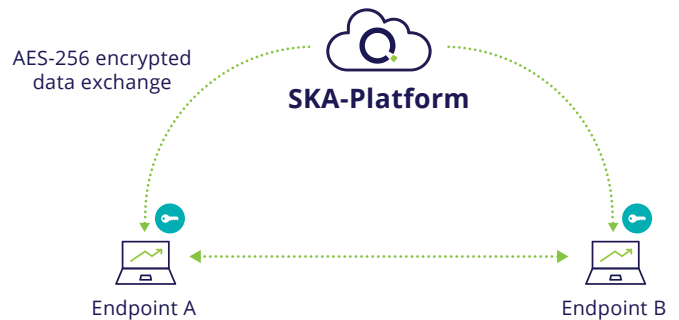 AES-256 encrypted
data exchange
SKA-Platform
Endpoint A
Endpoint B